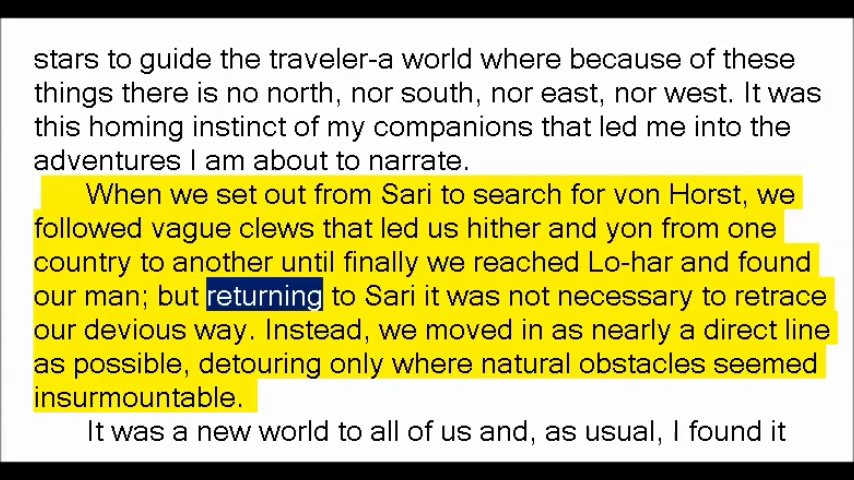 stars to guide the traveler-a world where because of these
things there is no north, nor south, nor east, nor west. It was
this homing instinct of my companions that led me into the
adventures I am about to narrate.
When we set out from Sari to search for von Horst, we
followed vague clews that led us hither and yon from one
country to another until finally we reached Lo-har and found
our man; but returning to Sari it was not necessary to retrace
our devious way. Instead, we moved in as nearly a direct line
as possible, detouring only where natural obstacles seemed
insurmountable.
It was a new world to all of us and, as usual, I found it